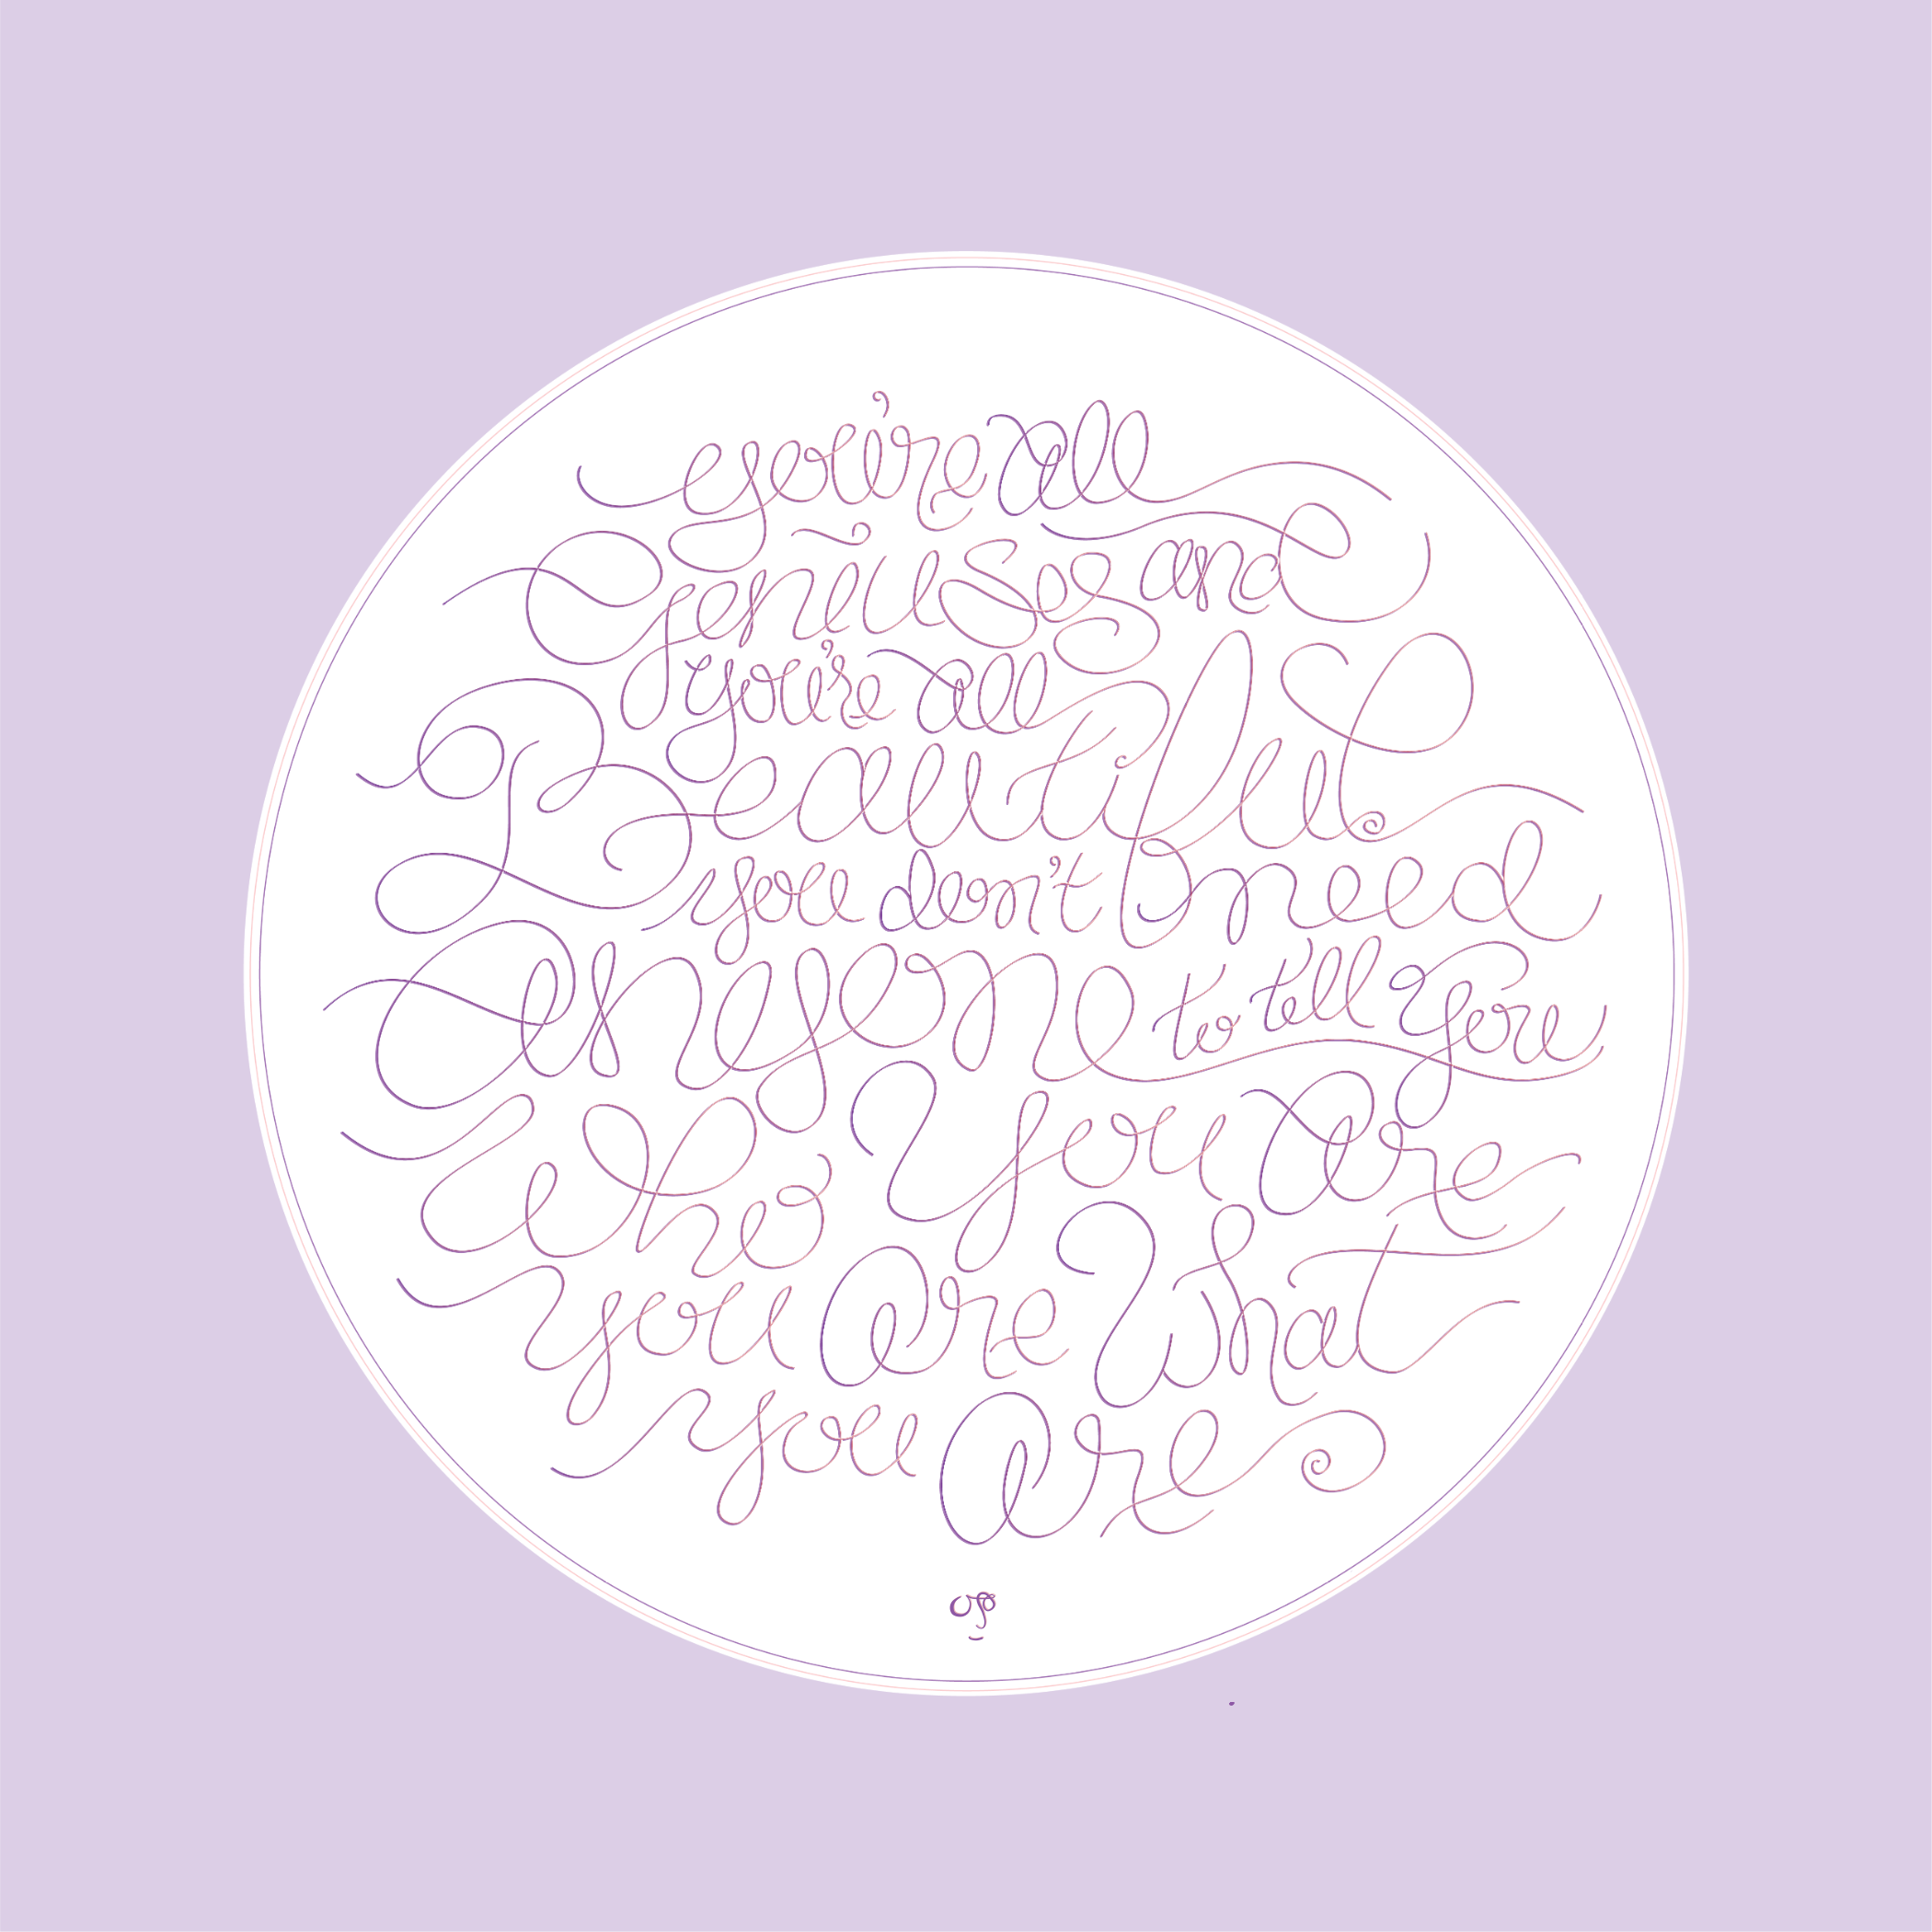 you're all
geniuses and
you're all
Beautiful.
you don't need
Anyone to tell you
who you are
you are what
you are